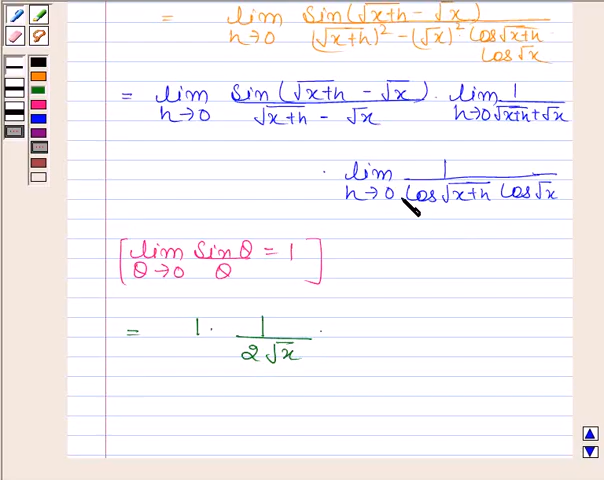 = lim h→0 Sin(√x+h − √x) / (√x+h)² − (√x)² Cos√x+h Cos√x
= lim h→0 Sin(√x+h − √x) / √x+h − √x · lim h→0 1 / √x+h + √x
· lim h→0 1 / Cos√x+h Cos√x
[lim θ→0 Sinθ / θ = 1]
= 1 · 1 / 2√x ·